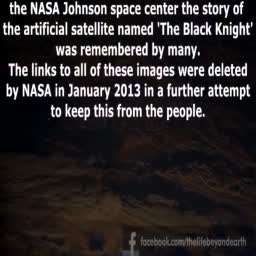 the NASA Johnson space center the story of
the artificial satellite named 'The Black Knight'
was remembered by many.
The links to all of these images were deleted
by NASA in January 2013 in a further attempt
to keep this from the people.
facebook.com/thelifebeyondearth